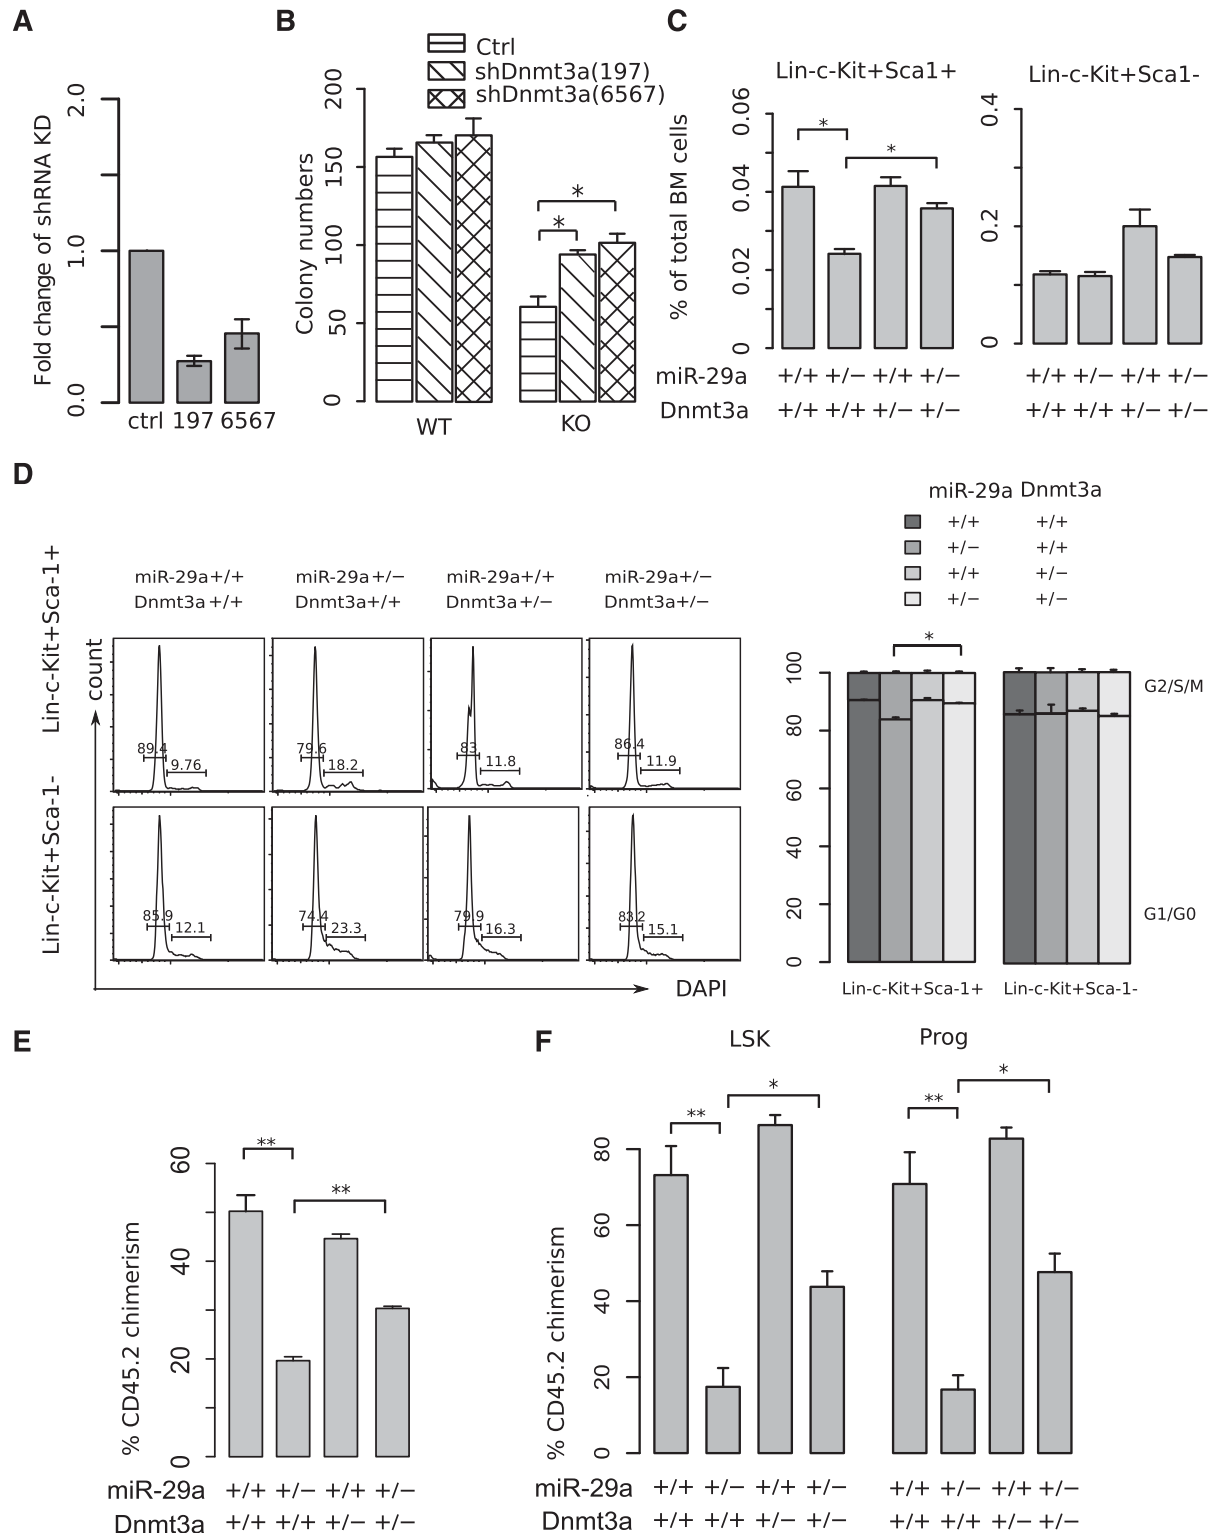 A
Fold change of shRNA KD
2.0
1.0
0.0
ctrl 197 6567
B
Ctrl
shDnmt3a(197)
shDnmt3a(6567)
Colony numbers
200
150
100
50
0
*
*
WT KO
C
Lin-c-Kit+Sca1+
% of total BM cells
0.06
0.04
0.02
0
*
*
Lin-c-Kit+Sca1-
0.4
0.2
0
miR-29a +/+ +/− +/+ +/− +/+ +/− +/+ +/−
Dnmt3a +/+ +/+ +/− +/− +/+ +/+ +/− +/−
D
miR-29a+/+ miR-29a+/− miR-29a+/+ miR-29a+/−
Dnmt3a+/+ Dnmt3a+/+ Dnmt3a+/− Dnmt3a+/−
Lin-c-Kit+Sca-1+
Lin-c-Kit+Sca-1-
count
89.4 9.76 79.6 18.2 83 11.8 86.4 11.9
85.9 12.1 74.4 23.3 79.9 16.3 83.2 15.1
DAPI
miR-29a Dnmt3a
+/+ +/+
+/− +/+
+/+ +/−
+/− +/−
*
100
80
60
40
20
0
G2/S/M
G1/G0
Lin-c-Kit+Sca-1+ Lin-c-Kit+Sca-1-
E
% CD45.2 chimerism
60
40
20
0
**
**
miR-29a +/+ +/− +/+ +/−
Dnmt3a +/+ +/+ +/− +/−
F
LSK Prog
% CD45.2 chimerism
80
60
40
20
0
**
*
**
*
miR-29a +/+ +/− +/+ +/− +/+ +/− +/+ +/−
Dnmt3a +/+ +/+ +/− +/− +/+ +/+ +/− +/−